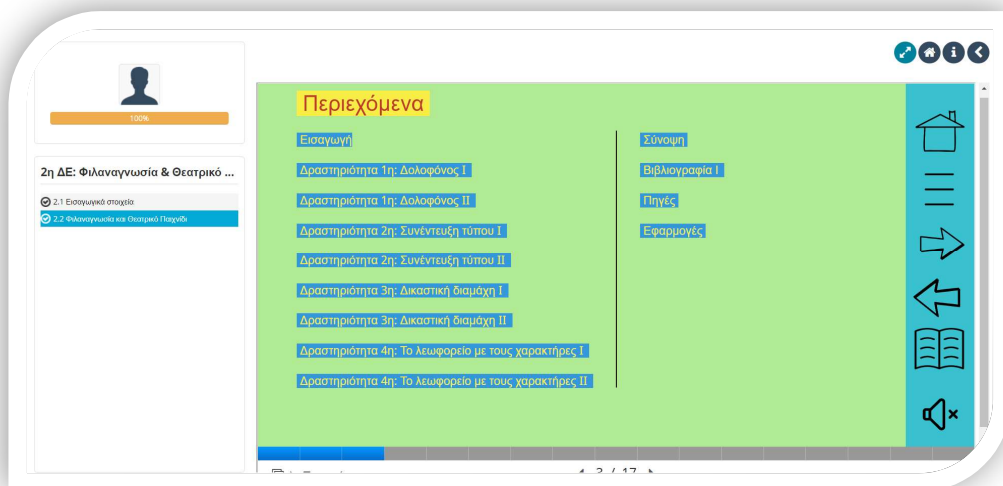 100%
2η ΔΕ: Φιλαναγνωσία & Θεατρικό ...
2.1 Εισαγωγικά στοιχεία
2.2 Φιλαναγνωσία και Θεατρικό Παιχνίδι
Περιεχόμενα
Εισαγωγή
Δραστηριότητα 1η: Δολοφόνος Ι
Δραστηριότητα 1η: Δολοφόνος ΙΙ
Δραστηριότητα 2η: Συνέντευξη τύπου Ι
Δραστηριότητα 2η: Συνέντευξη τύπου ΙΙ
Δραστηριότητα 3η: Δικαστική διαμάχη Ι
Δραστηριότητα 3η: Δικαστική διαμάχη ΙΙ
Δραστηριότητα 4η: Το λεωφορείο με τους χαρακτήρες Ι
Δραστηριότητα 4η: Το λεωφορείο με τους χαρακτήρες ΙΙ
Σύνοψη
Βιβλιογραφία Ι
Πηγές
Εφαρμογές
/ 17